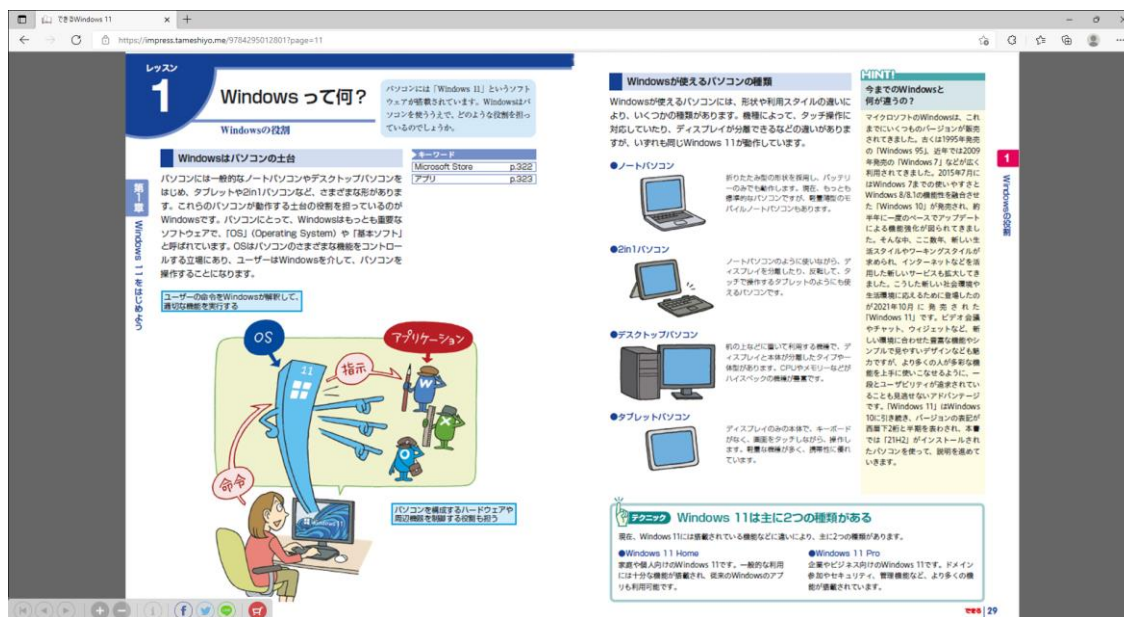 できるWindows 11
https://impress.tameshiyo.me/9784295012801?page=11
レッスン
1
Windows って何？
Windowsの役割
パソコンには「Windows 11」というソフト
ウェアが搭載されています。Windowsはパ
ソコンを使ううえで、どのような役割を担っ
ているのでしょうか。
第1章 Windows 11をはじめよう
Windowsはパソコンの土台
パソコンには一般的なノートパソコンやデスクトップパソコンを
はじめ、タブレットや2in1パソコンなど、さまざまな形がありま
す。これらのパソコンが動作する土台の役割を担っているのが
Windowsです。パソコンにとって、Windowsはもっとも重要な
ソフトウェアで、「OS」（Operating System）や「基本ソフト」
と呼ばれています。OSはパソコンのさまざまな機能をコントロー
ルする立場にあり、ユーザーはWindowsを介して、パソコンを
操作することになります。
キーワード
Microsoft Store p.322
アプリ p.323
ユーザーの命令をWindowsが解釈して、
適切な機能を実行する
OS
アプリケーション
11
指示
W
X
O
命令
Windows 11
パソコンを構成するハードウェアや
周辺機器を制御する役割も担う
Windowsが使えるパソコンの種類
Windowsが使えるパソコンには、形状や利用スタイルの違いに
より、いくつかの種類があります。機種によって、タッチ操作に
対応していたり、ディスプレイが分離できるなどの違いがありま
すが、いずれも同じWindows 11が動作しています。
●ノートパソコン
折りたたみ型の形状を採用し、バッテリ
ーのみでも動作します。現在、もっとも
標準的なパソコンですが、軽量薄型のモ
バイルノートパソコンもあります。
●2in1パソコン
ノートパソコンのように使いながら、デ
ィスプレイを分離したり、反転して、タ
ッチで操作するタブレットのようにも使
えるパソコンです。
●デスクトップパソコン
机の上などに置いて利用する機種で、デ
ィスプレイと本体が分離したタイプや一
体型があります。CPUやメモリーなどが
ハイスペックの機種が豊富です。
●タブレットパソコン
ディスプレイのみの本体で、キーボード
がなく、画面をタッチしながら、操作し
ます。軽量な機種が多く、携帯性に優れ
ています。
HINT!
今までのWindowsと
何が違うの？
マイクロソフトのWindowsは、これ
までにいくつものバージョンが販売
されてきました。古くは1995年発売
の「Windows 95」、近年では2009
年発売の「Windows 7」などが広く
利用されてきました。2015年7月に
はWindows 7までの使いやすさと
Windows 8/8.1の機能性を融合させ
た「Windows 10」が発売され、約
半年に一度のペースでアップデート
による機能強化が図られてきまし
た。そんな中、ここ数年、新しい生
活スタイルやワーキングスタイルが
求められ、インターネットなどを活
用した新しいサービスも拡大してき
ました。こうした新しい社会環境や
生活環境に応えるために登場したの
が2021年10月に発売された
「Windows 11」です。ビデオ会議
やチャット、ウィジェットなど、新
しい環境に合わせた豊富な機能やシ
ンプルで見やすいデザインなども魅
力ですが、より多くの人が多彩な機
能を上手に使いこなせるように、一
段とユーザビリティが追求されてい
ることも見逃せないアドバンテージ
です。「Windows 11」はWindows
10に引き続き、バージョンの表記が
西暦下2桁と半期を表わされ、本書
では「21H2」がインストールされ
たパソコンを使って、説明を進めて
いきます。
1
Windowsの役割
テクニック Windows 11は主に2つの種類がある
現在、Windows 11には搭載されている機能などに違いにより、主に2つの種類があります。
●Windows 11 Home
家庭や個人向けのWindows 11です。一般的な利用
には十分な機能が搭載され、従来のWindowsのアプ
リも利用可能です。
●Windows 11 Pro
企業やビジネス向けのWindows 11です。ドメイン
参加やセキュリティ、管理機能など、より多くの機
能が搭載されています。
できる 29